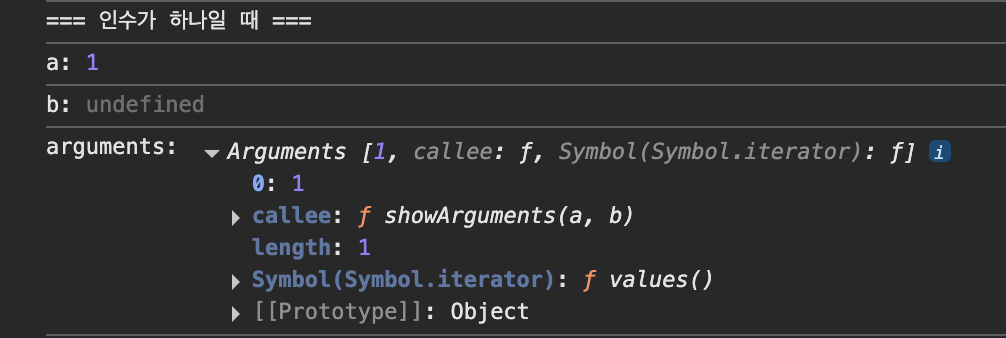 === 인수가 하나일 때 ===
a: 1
b: undefined
arguments: Arguments [1, callee: ƒ, Symbol(Symbol.iterator): ƒ] i
0: 1
callee: ƒ showArguments(a, b)
length: 1
Symbol(Symbol.iterator): ƒ values()
[[Prototype]]: Object